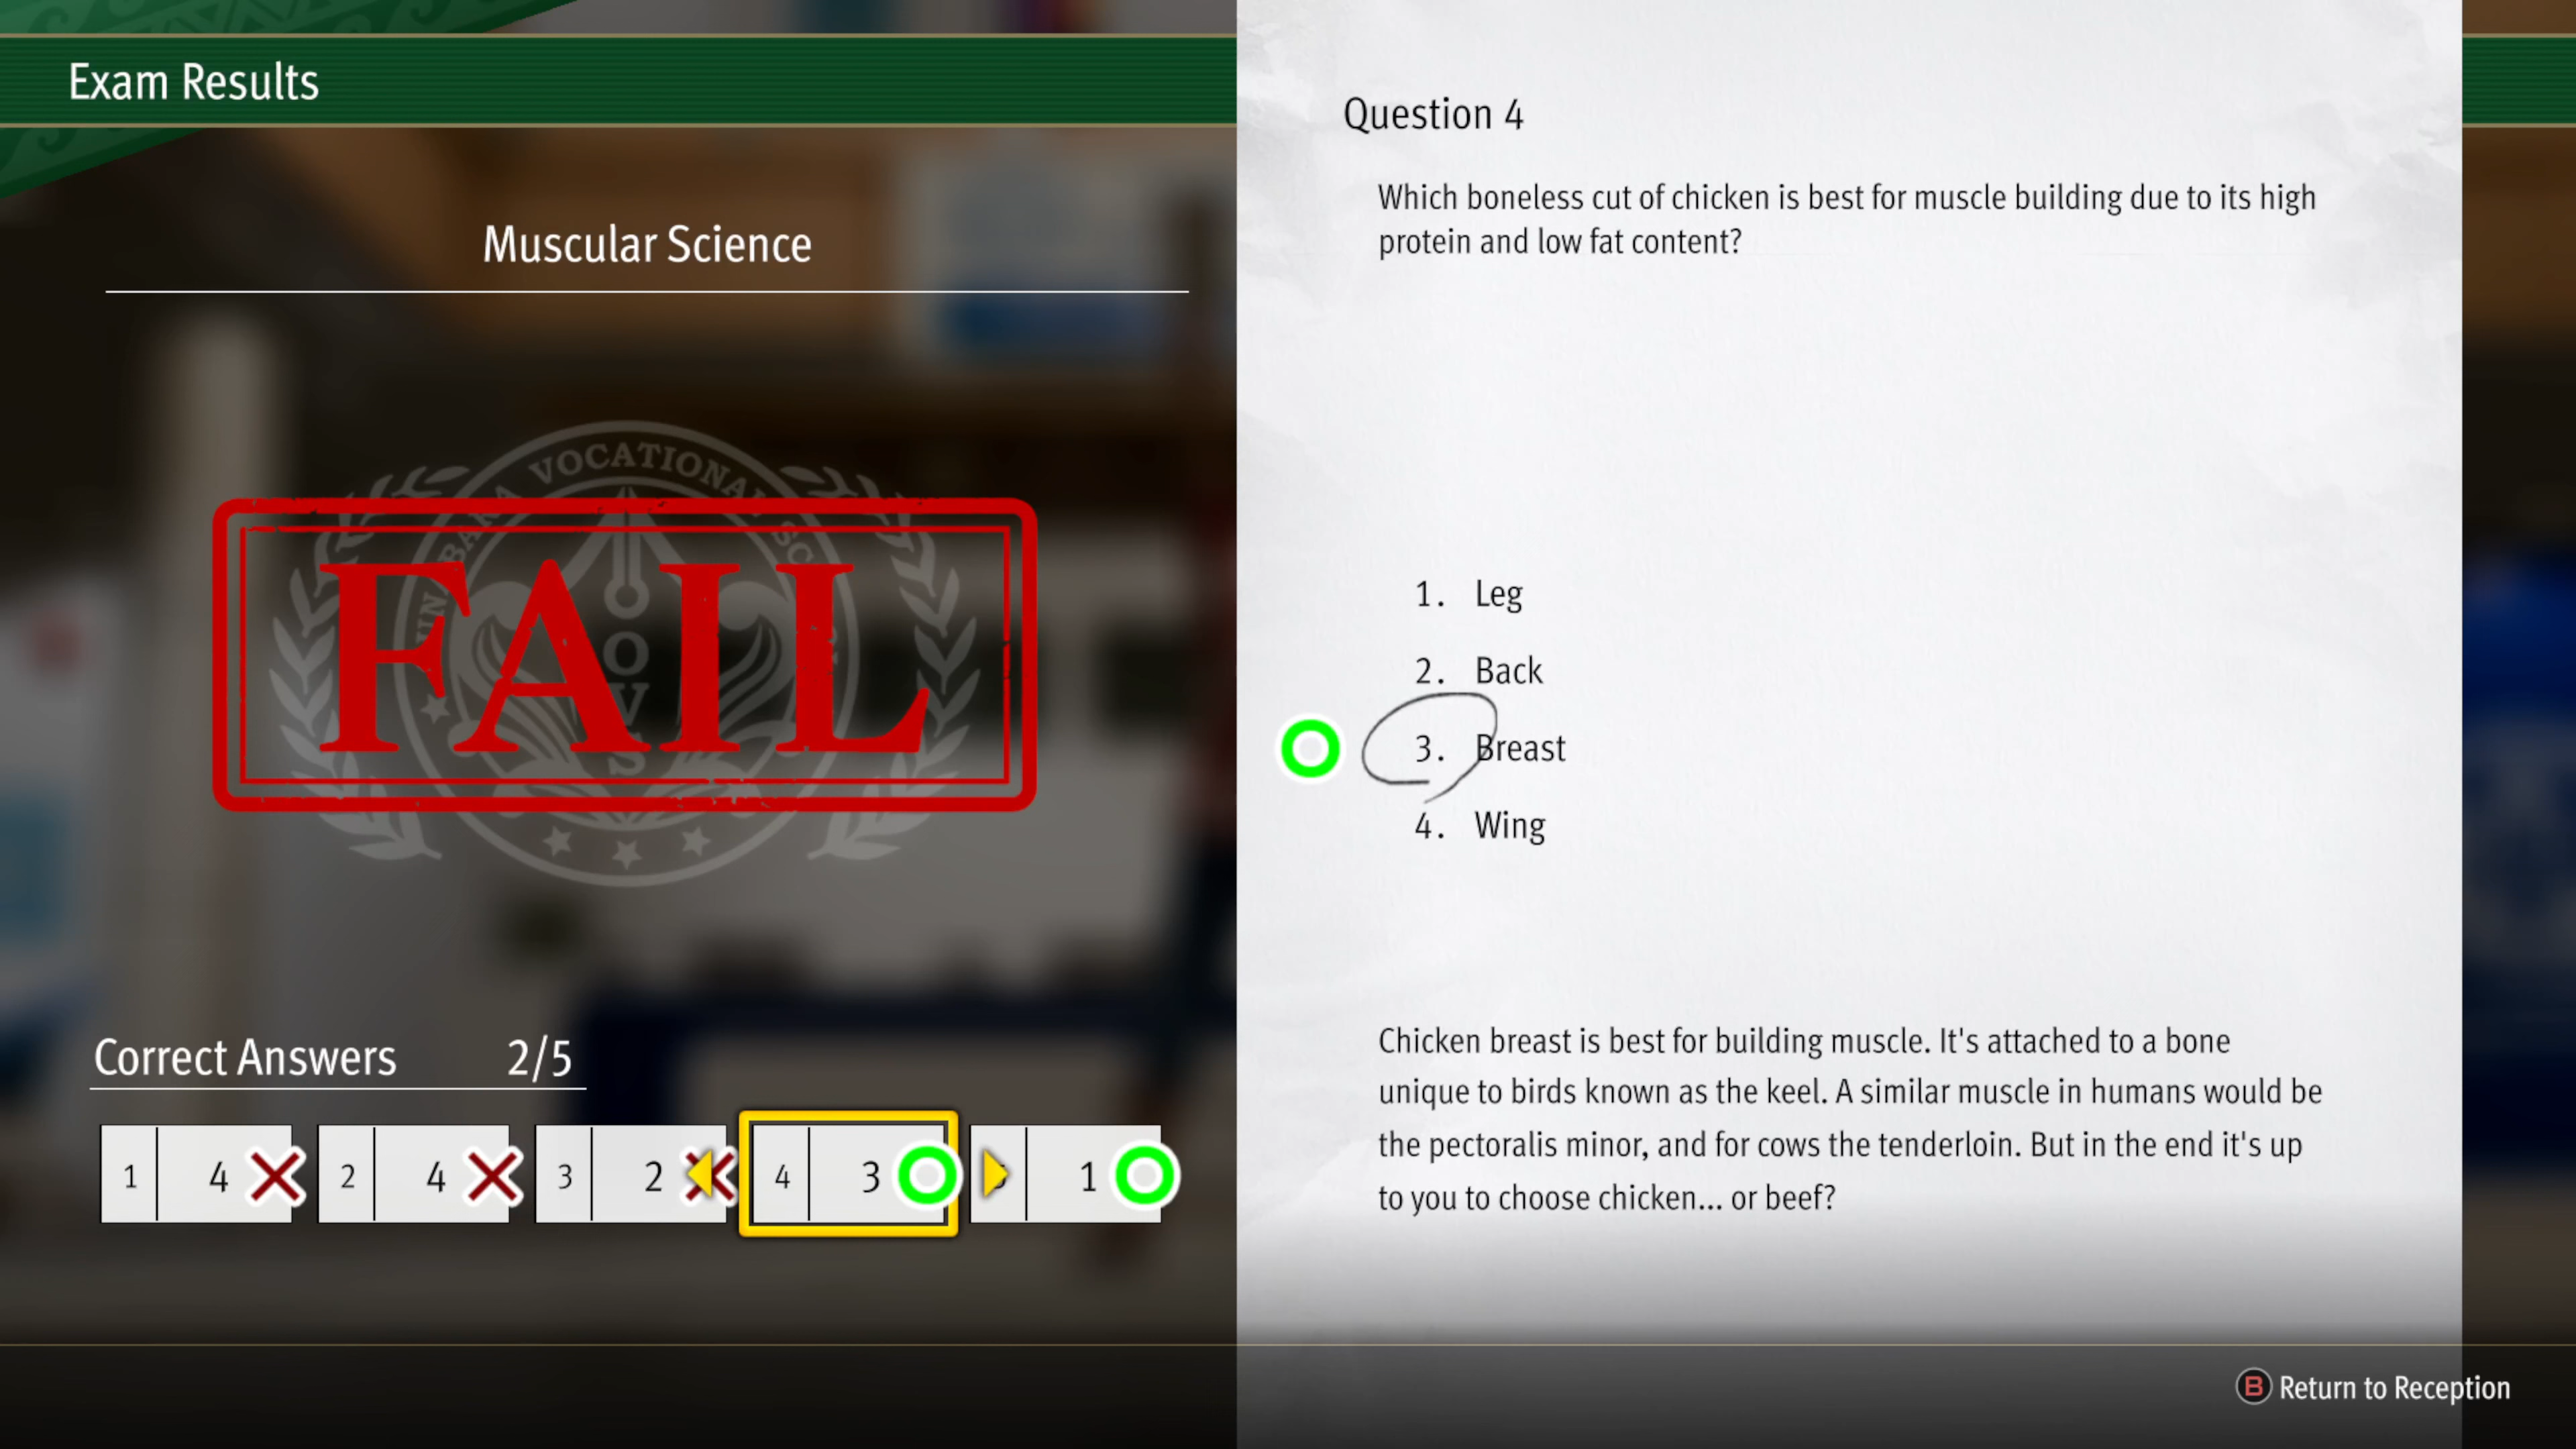 Exam Results
Muscular Science
VOCATIONAL
OVS
FAIL
Correct Answers 2/5
1 4
2 4
3 2
4 3
1
Question 4
Which boneless cut of chicken is best for muscle building due to its high
protein and low fat content?
1. Leg
2. Back
3. Breast
4. Wing
Chicken breast is best for building muscle. It's attached to a bone
unique to birds known as the keel. A similar muscle in humans would be
the pectoralis minor, and for cows the tenderloin. But in the end it's up
to you to choose chicken... or beef?
B Return to Reception